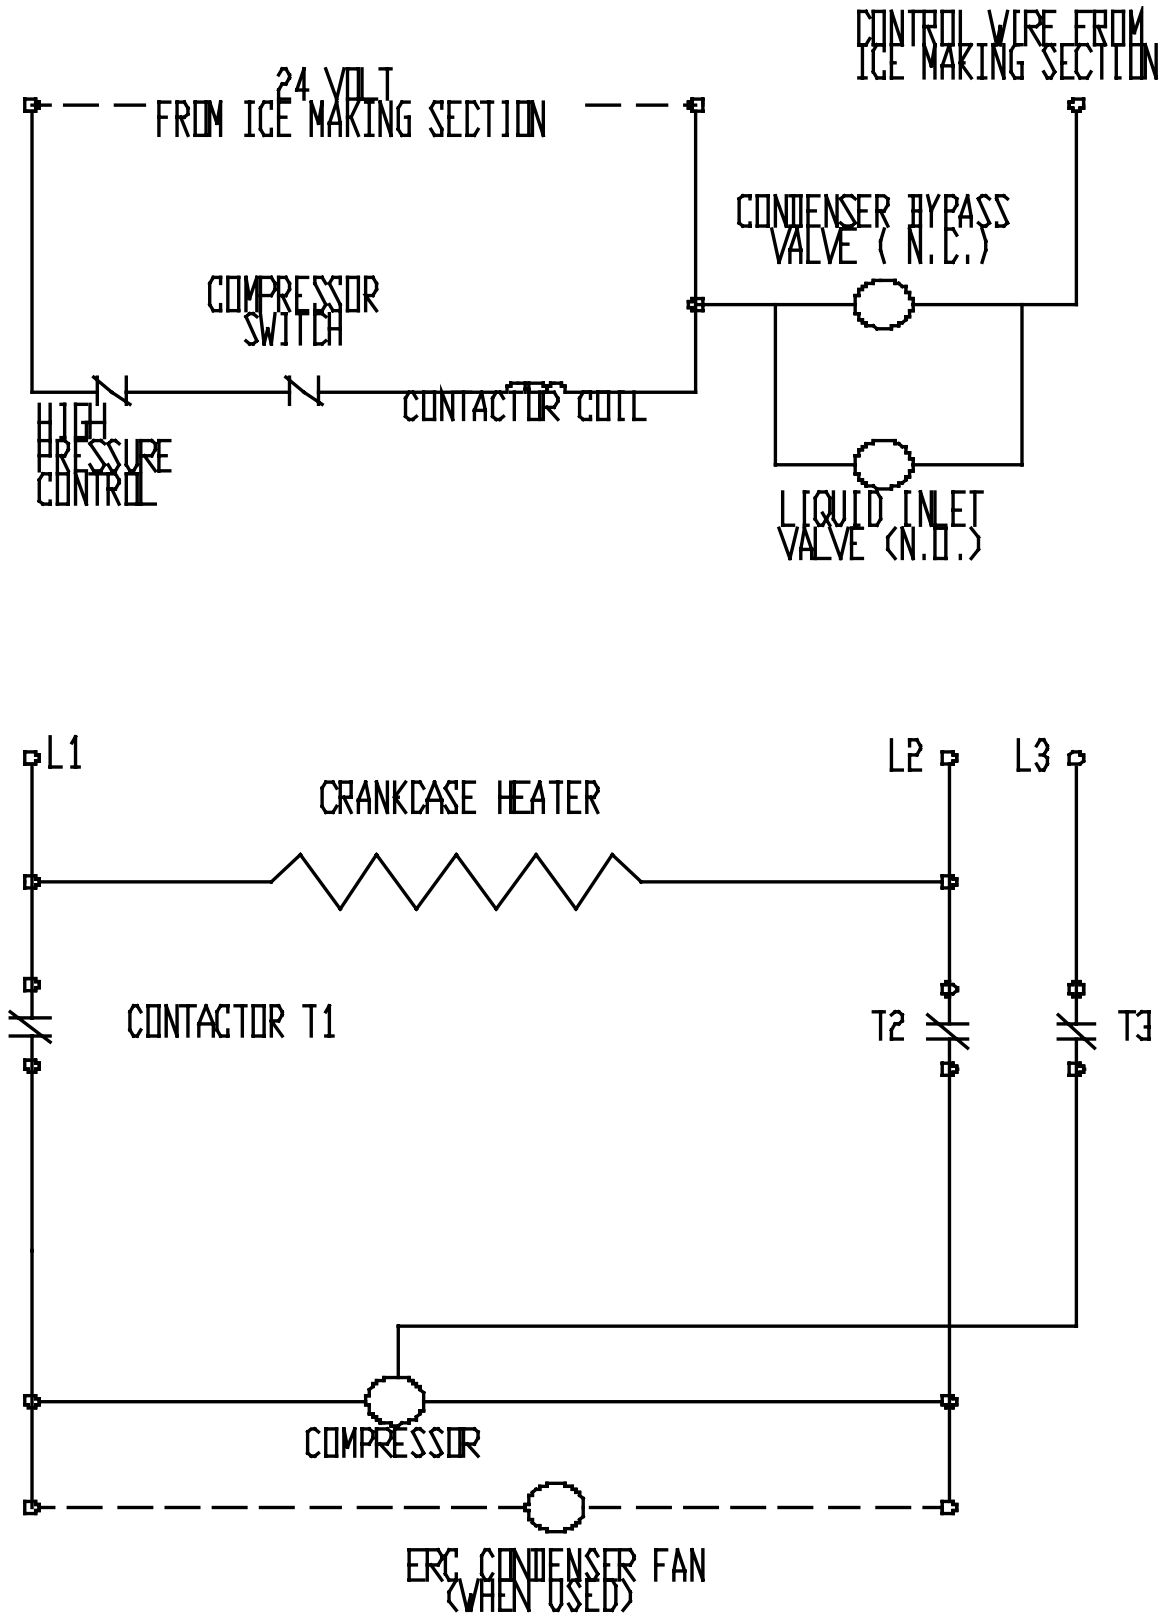 CONTROL WIRE FROM
ICE MAKING SECTION
24 VOLT
FROM ICE MAKING SECTION
CONDENSER BYPASS
VALVE ( N.C.)
COMPRESSOR
SWITCH
CONTACTOR COIL
HIGH
PRESSURE
CONTROL
LIQUID INLET
VALVE (N.O.)
L1
L2
L3
CRANKCASE HEATER
CONTACTOR T1
T2
T3
COMPRESSOR
ERC CONDENSER FAN
(WHEN USED)